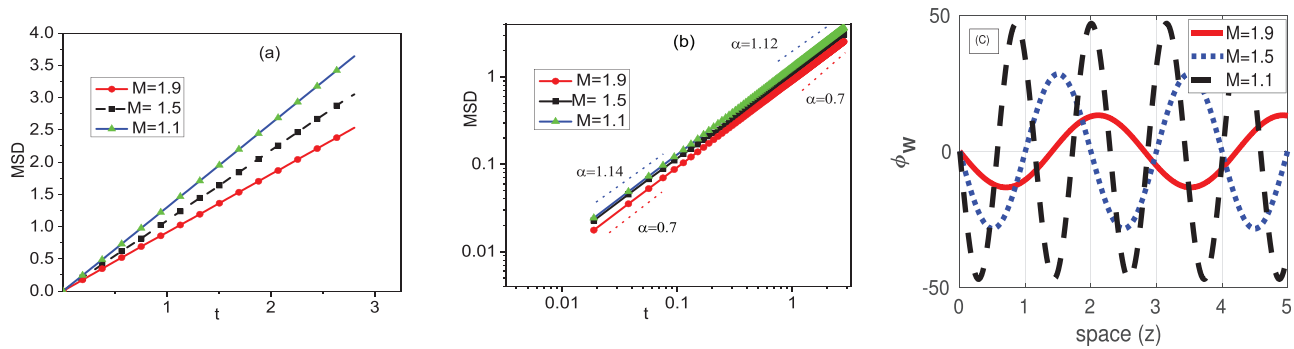 (a)
4.0
3.5
3.0
2.5
2.0
1.5
1.0
0.5
0.0
MSD
M=1.9
M= 1.5
M=1.1
1
2
3
t
(b)
MSD
1
0.1
0.01
M=1.9
M= 1.5
M=1.1
α=1.12
α=0.7
α=1.14
α=0.7
0.01
0.1
1
t
(C)
50
0
-50
ϕw
M=1.9
M=1.5
M=1.1
0
1
2
3
4
5
space (z)